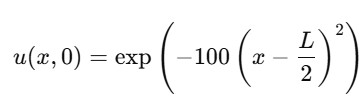 u(x, 0) = exp(−100(x − L/2)²)